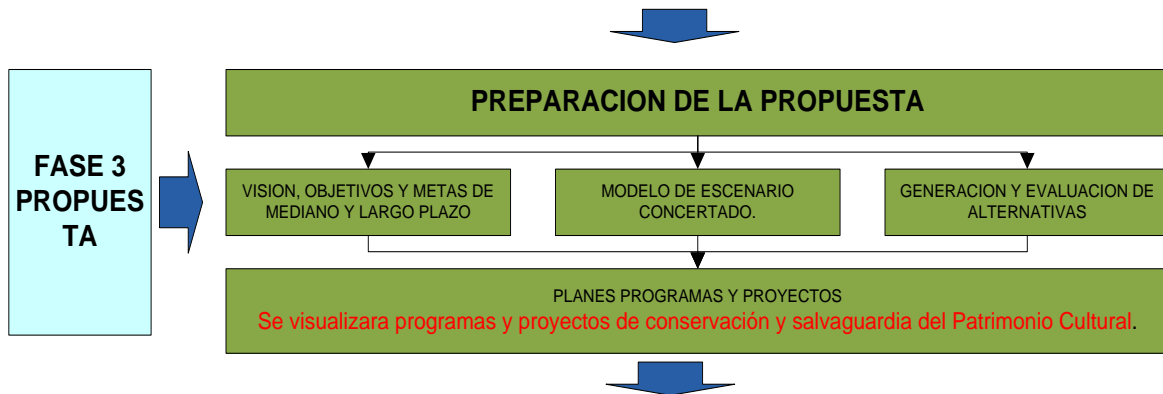 PREPARACION DE LA PROPUESTA
FASE 3
PROPUES
TA
VISION, OBJETIVOS Y METAS DE
MEDIANO Y LARGO PLAZO
MODELO DE ESCENARIO
CONCERTADO.
GENERACION Y EVALUACION DE
ALTERNATIVAS
PLANES PROGRAMAS Y PROYECTOS
Se visualizara programas y proyectos de conservación y salvaguardia del Patrimonio Cultural.